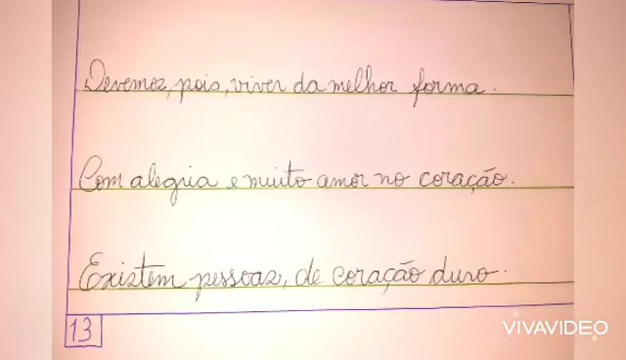 Devemos, pois, viver da melhor forma.
Com alegria e muito amor no coração.
Existem pessoas, de coração duro.
13
VIVAVIDEO